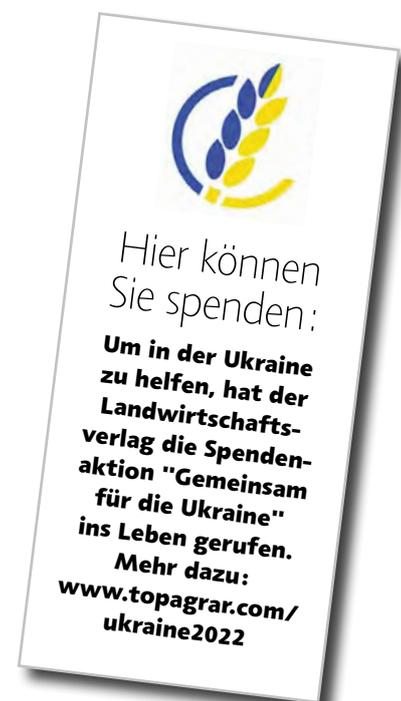 Hier können
Sie spenden:
Um in der Ukraine
zu helfen, hat der
Landwirtschafts-
verlag die Spenden-
aktion "Gemeinsam
für die Ukraine"
ins Leben gerufen.
Mehr dazu:
www.topagrar.com/
ukraine2022